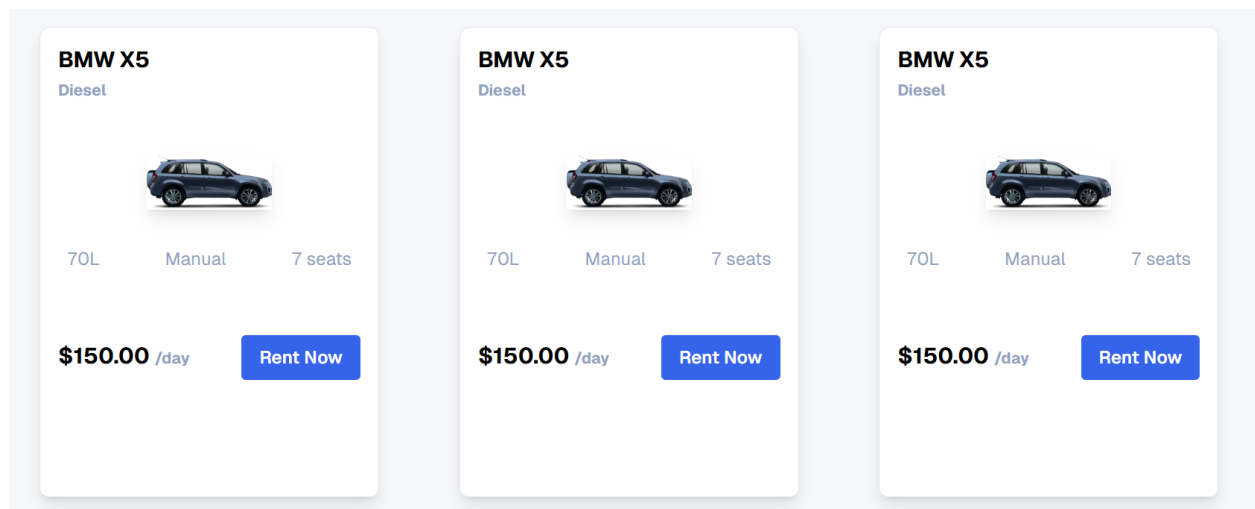 BMW X5
Diesel
70L Manual 7 seats
$150.00 /day Rent Now
BMW X5
Diesel
70L Manual 7 seats
$150.00 /day Rent Now
BMW X5
Diesel
70L Manual 7 seats
$150.00 /day Rent Now